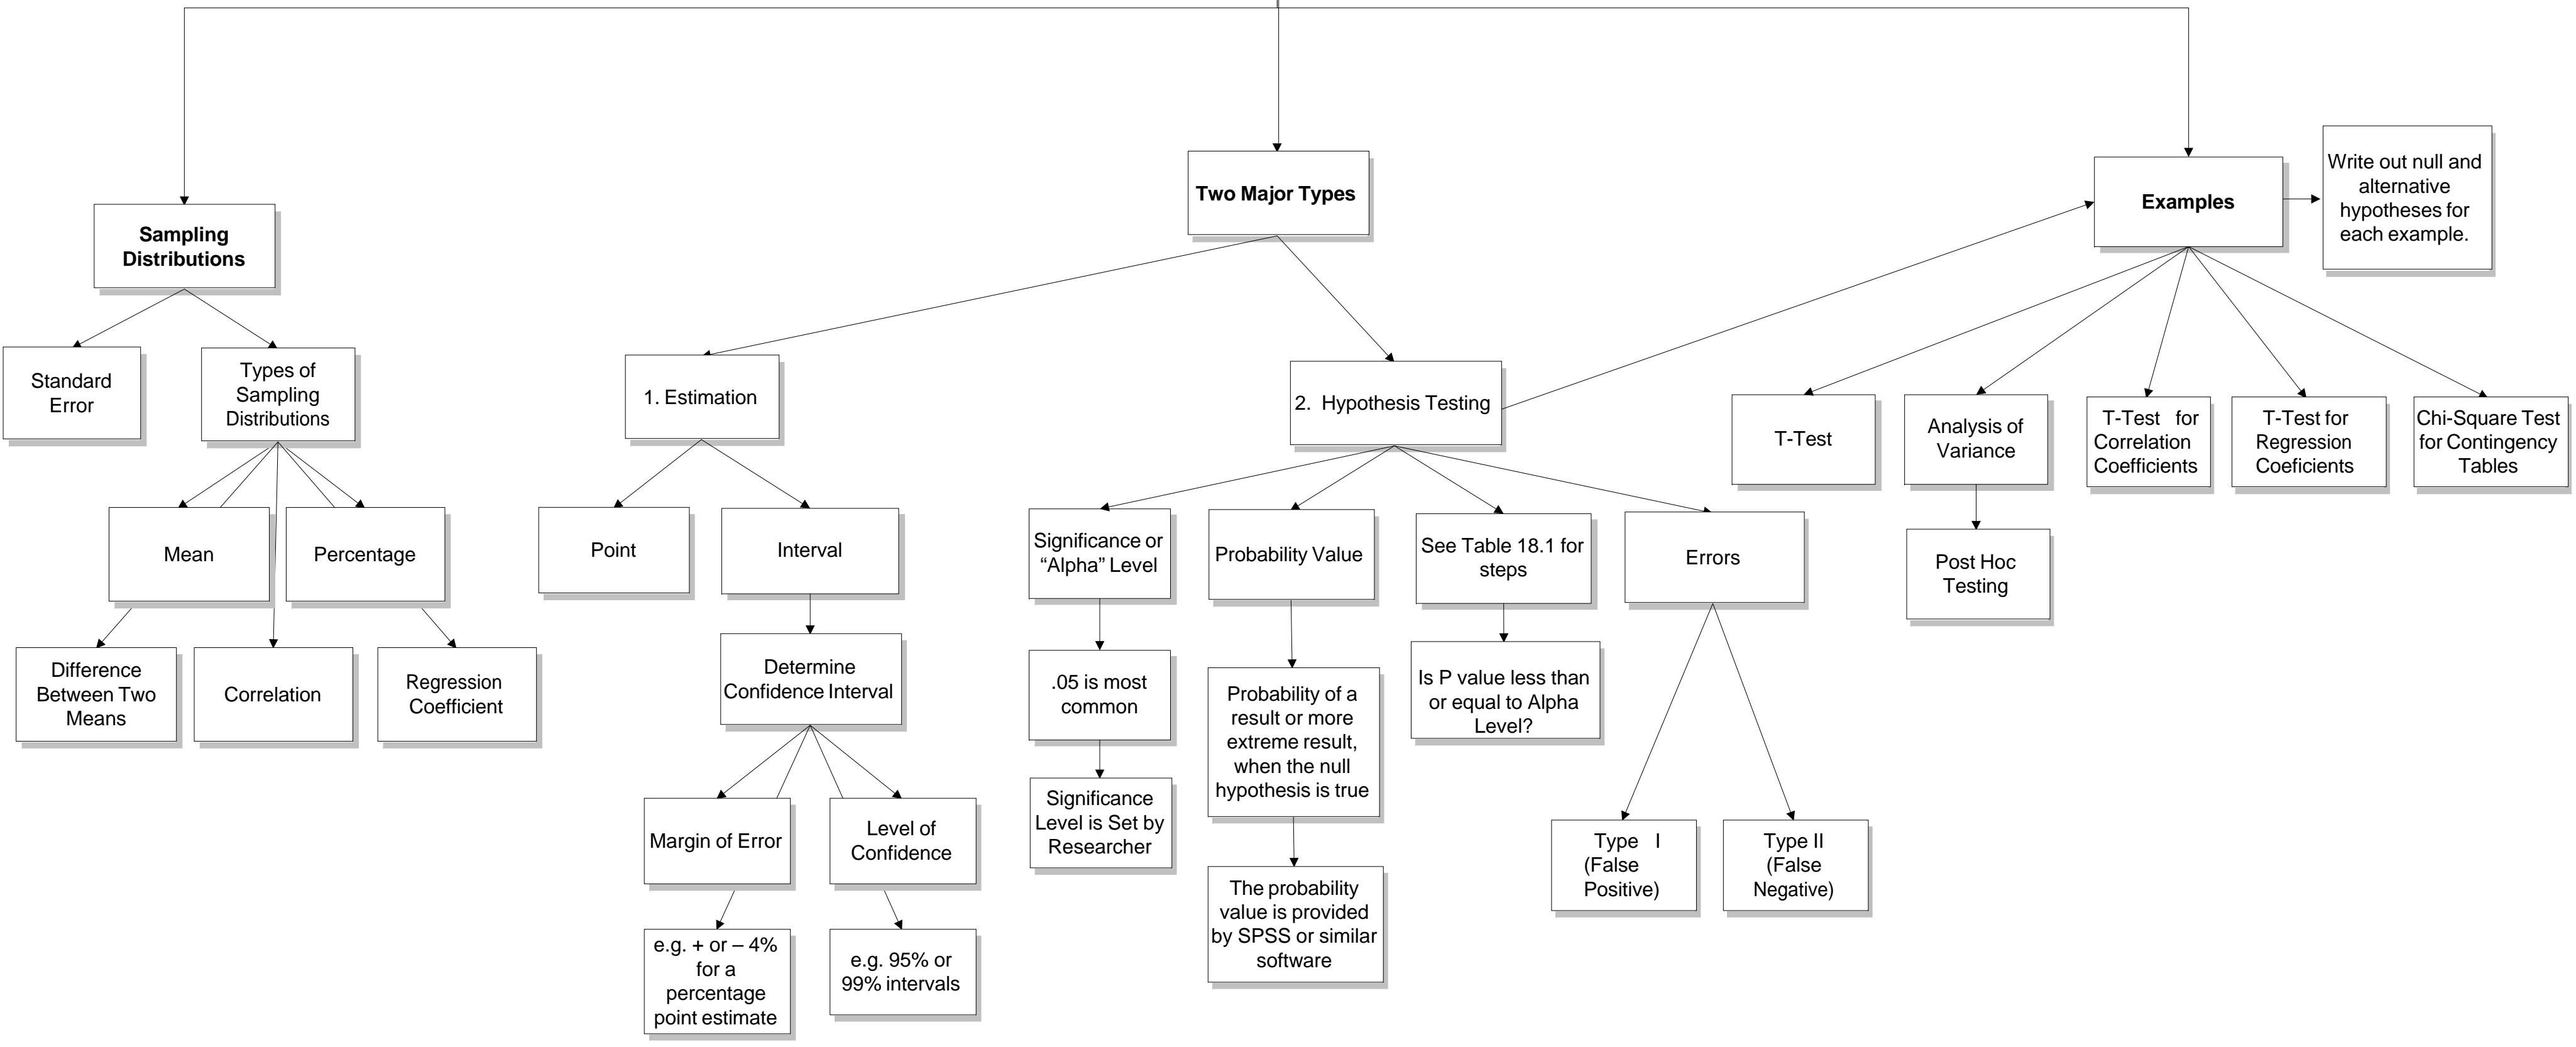 Sampling
Distributions
Standard
Error
Types of
Sampling
Distributions
Mean
Percentage
Difference
Between Two
Means
Correlation
Regression
Coefficient
Two Major Types
1. Estimation
Point
Interval
Determine
Confidence Interval
Margin of Error
Level of
Confidence
e.g. + or – 4%
for a
percentage
point estimate
e.g. 95% or
99% intervals
2. Hypothesis Testing
Significance or
“Alpha” Level
.05 is most
common
Significance
Level is Set by
Researcher
Probability Value
Probability of a
result or more
extreme result,
when the null
hypothesis is true
The probability
value is provided
by SPSS or similar
software
See Table 18.1 for
steps
Is P value less than
or equal to Alpha
Level?
Errors
Type I
(False
Positive)
Type II
(False
Negative)
Examples
Write out null and
alternative
hypotheses for
each example.
T-Test
Analysis of
Variance
Post Hoc
Testing
T-Test for
Correlation
Coefficients
T-Test for
Regression
Coeficients
Chi-Square Test
for Contingency
Tables